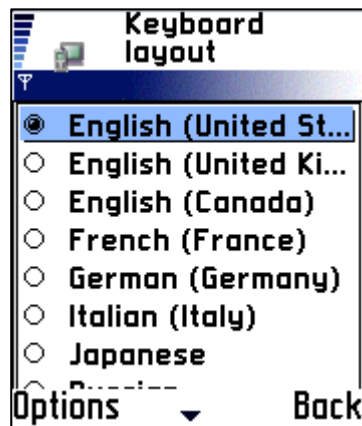 Keyboard
layout
English (United St...
English (United Ki...
English (Canada)
French (France)
German (Germany)
Italian (Italy)
Japanese
Options
Back